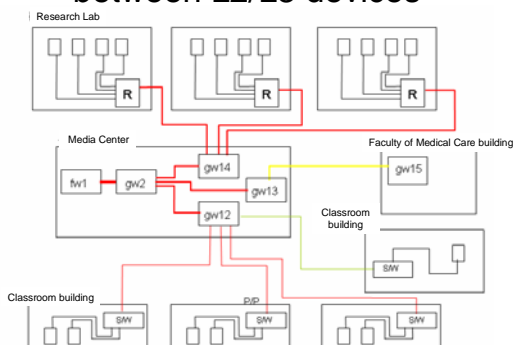 between L2/L3 devices
Research Lab
R
R
R
Media Center
Faculty of Medical Care building
gw14
gw15
fw1
gw2
gw13
gw12
Classroom
building
S/W
Classroom building
P/P
S/W
S/W
S/W